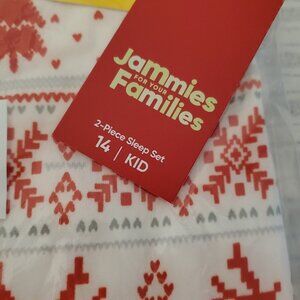 Jammies
FOR YOUR
Families
2-Piece Sleep Set
14 | KID